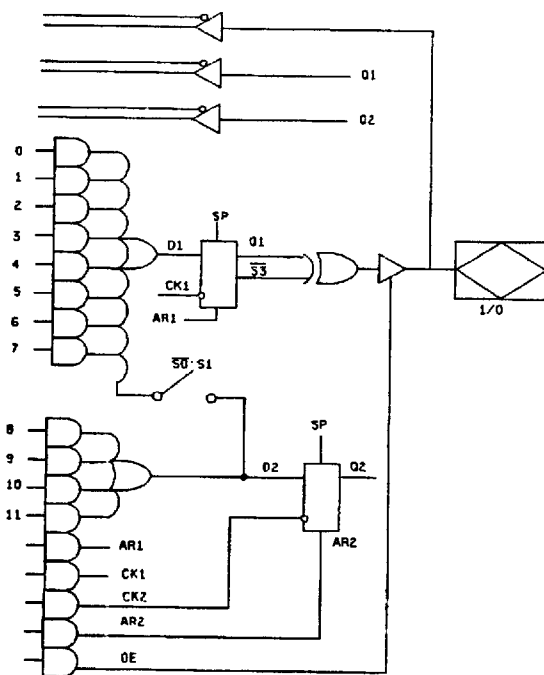 Q1
Q2
0
1
2
3
4
5
6
7
SP
D1
Q1
S3
CK1
AR1
I/O
S0·S1
8
9
10
11
SP
D2
Q2
AR2
AR1
CK1
CK2
AR2
OE